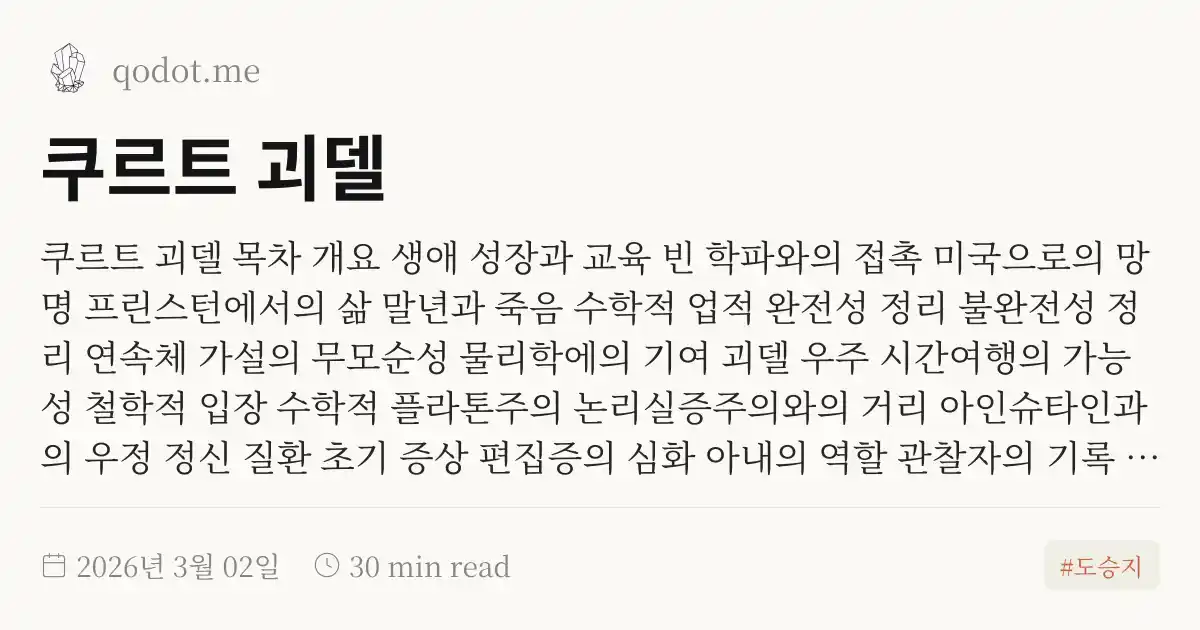 qodot.me
쿠르트 괴델
쿠르트 괴델 목차 개요 생애 성장과 교육 빈 학파와의 접촉 미국으로의 망
명 프린스턴에서의 삶 말년과 죽음 수학적 업적 완전성 정리 불완전성 정
리 연속체 가설의 무모순성 물리학에의 기여 괴델 우주 시간여행의 가능
성 철학적 입장 수학적 플라톤주의 논리실증주의와의 거리 아인슈타인과
의 우정 정신 질환 초기 증상 편집증의 심화 아내의 역할 관찰자의 기록 …
2026년 3월 02일 30 min read
#도승지